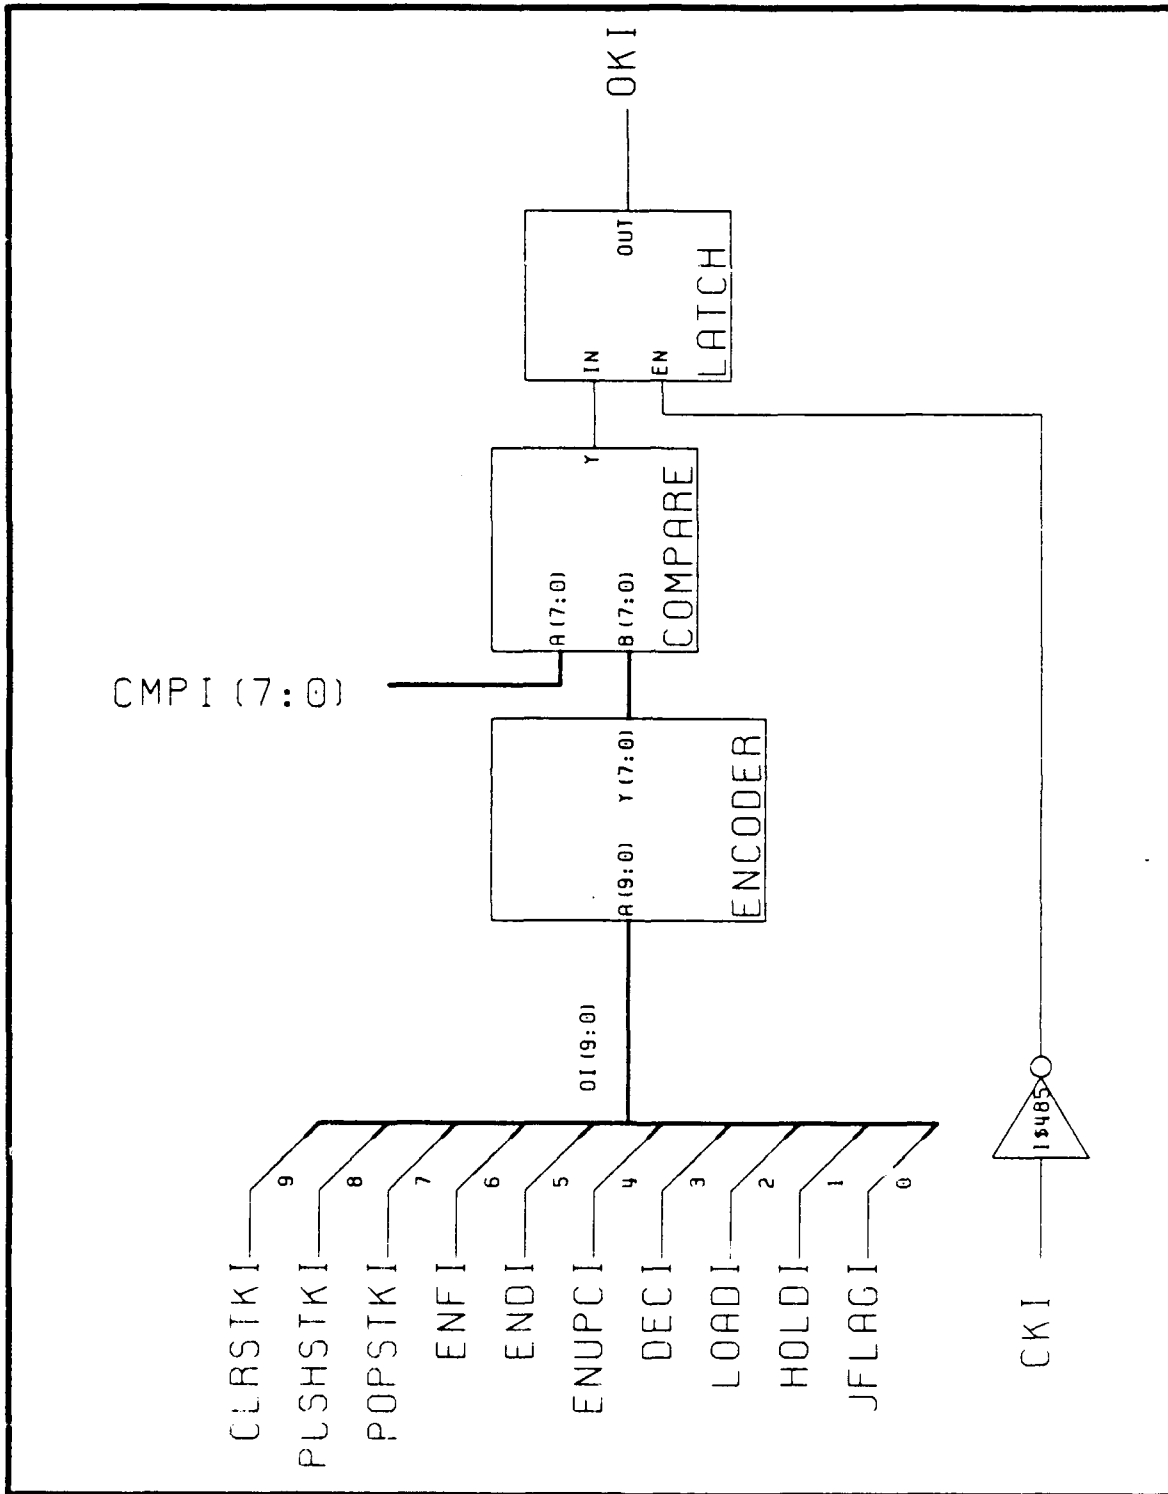 CLRSTKI
PLSHSTKI
POPSTKI
ENFI
ENDI
ENUPCI
DECI
LOADI
HOLDI
JFLAGI
CKI
9
8
7
6
5
4
3
2
1
0
I$485
OI(9:0)
A(9:0)
Y(7:0)
ENCODER
CMPI(7:0)
A(7:0)
B(7:0)
Y
COMPARE
IN
EN
OUT
LATCH
OKI